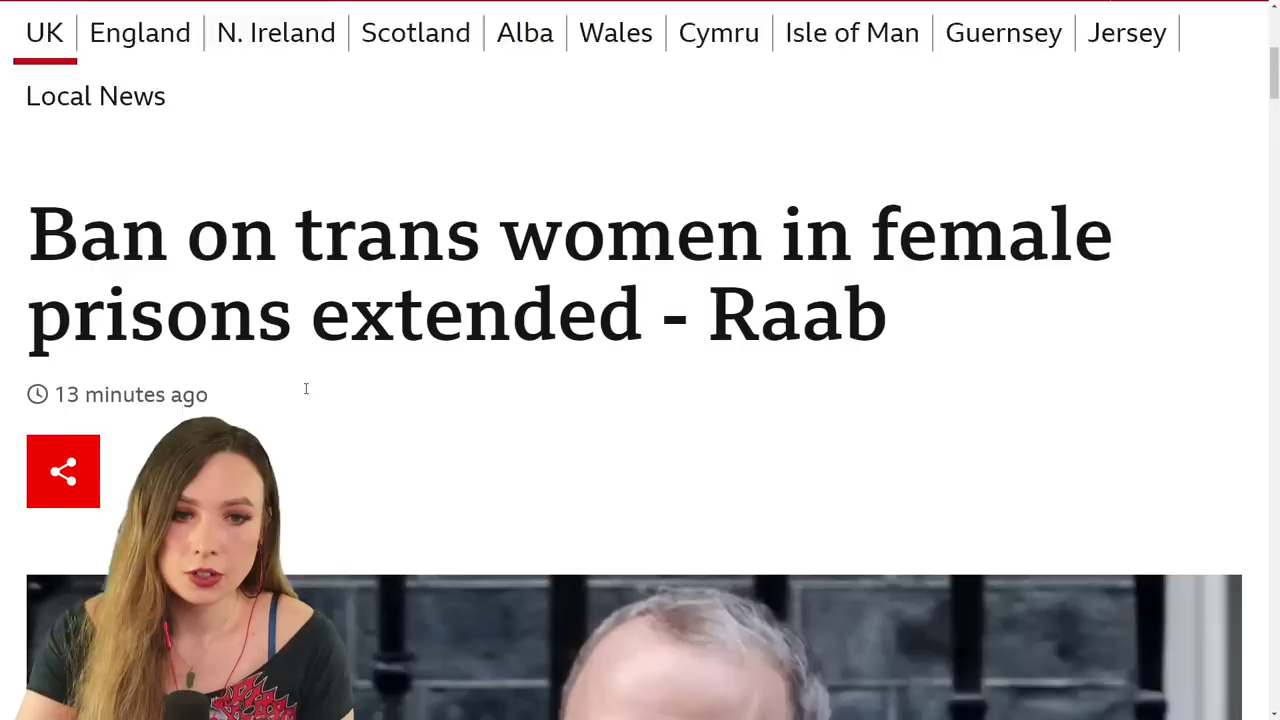 UK England N. Ireland Scotland Alba Wales Cymru Isle of Man Guernsey Jersey
Local News
Ban on trans women in female
prisons extended - Raab
13 minutes ago